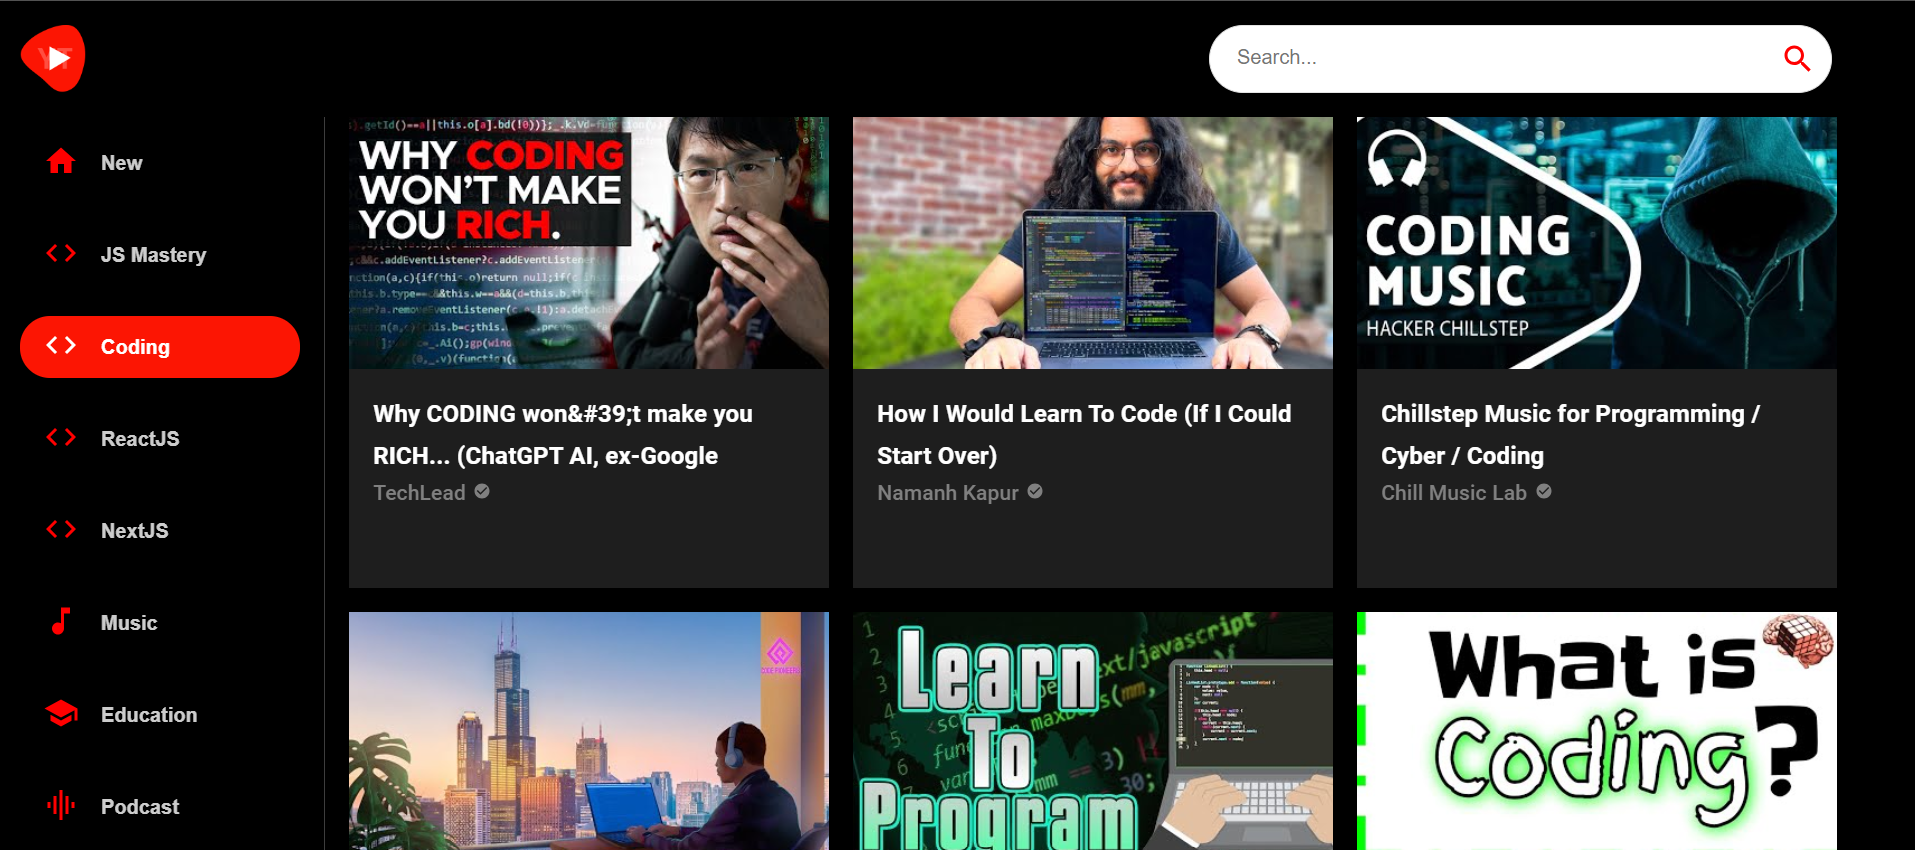 YT
Search...
New
JS Mastery
Coding
ReactJS
NextJS
Music
Education
Podcast
WHY CODING
WON'T MAKE
YOU RICH.
Why CODING won&#39;t make you
RICH... (ChatGPT AI, ex-Google
TechLead
How I Would Learn To Code (If I Could
Start Over)
Namanh Kapur
CODING
MUSIC
HACKER CHILLSTEP
Chillstep Music for Programming /
Cyber / Coding
Chill Music Lab
CODE PIONEERS
Learn
To
Program
What is
Coding?